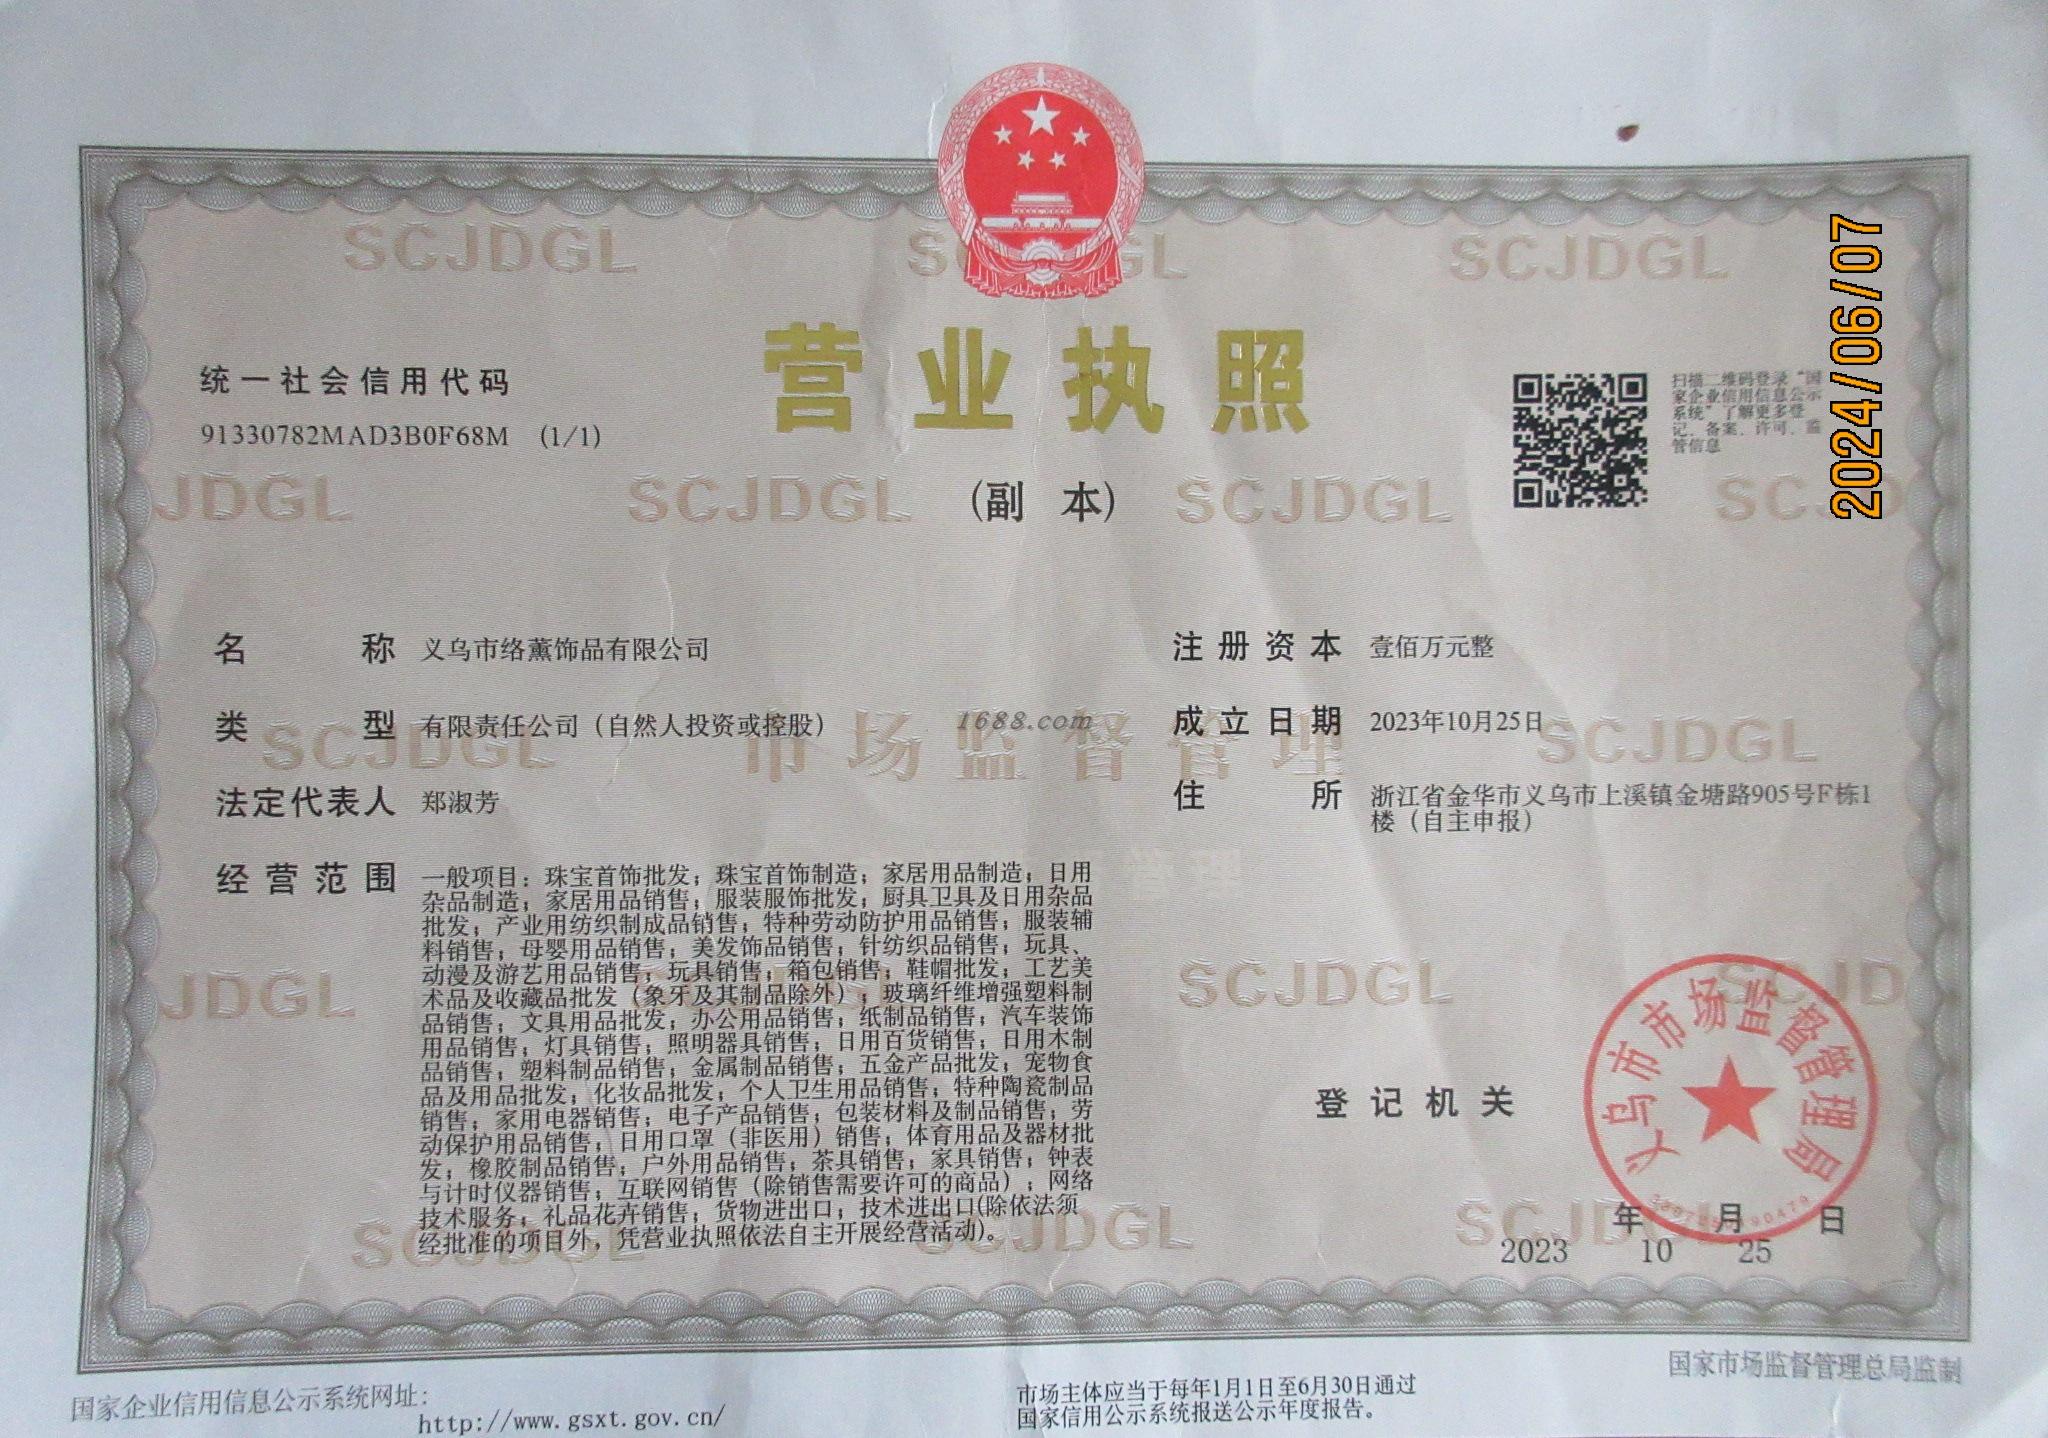 SCJDGL SCJDGL SCJDGL
2024/06/07
营业执照
统一社会信用代码
91330782MAD3B0F68M (1/1)
扫描二维码登录“国
家企业信用信息公示
系统”了解更多登
记、备案、许可、监
管信息
JDGL SCJDGL SCJDGL SCJD
(副 本)
名称 义乌市络薰饰品有限公司
注册资本 壹佰万元整
类型 有限责任公司（自然人投资或控股）
1688.com
成立日期 2023年10月25日
SCJDGL 市场监督管理 SCJDGL
法定代表人 郑淑芳
住所 浙江省金华市义乌市上溪镇金塘路905号F栋1
楼（自主申报）
经营范围 一般项目：珠宝首饰批发；珠宝首饰制造；家居用品制造；日用
杂品制造；家居用品销售；服装服饰批发；厨具卫具及日用杂品
批发；产业用纺织制成品销售；特种劳动防护用品销售；服装辅
料销售；母婴用品销售；美发饰品销售；针纺织品销售；玩具、
动漫及游艺用品销售；玩具销售；箱包销售；鞋帽批发；工艺美
术品及收藏品批发（象牙及其制品除外）；玻璃纤维增强塑料制
品销售；文具用品批发；办公用品销售；纸制品销售；汽车装饰
用品销售；灯具销售；照明器具销售；日用百货销售；日用木制
品销售；塑料制品销售；金属制品销售；五金产品批发；宠物食
品及用品批发；化妆品批发；个人卫生用品销售；特种陶瓷制品
销售；家用电器销售；电子产品销售；包装材料及制品销售；劳
动保护用品销售；日用口罩（非医用）销售；体育用品及器材批
发；橡胶制品销售；户外用品销售；茶具销售；家具销售；钟表
与计时仪器销售；互联网销售（除销售需要许可的商品）；网络
技术服务；礼品花卉销售；货物进出口；技术进出口(除依法须
经批准的项目外，凭营业执照依法自主开展经营活动)。
JDGL SCJDGL SCJD
义乌市市场监督管理局
登记机关
SCJDGL SCJDGL SCJDGL
年 月 日
2023 10 25
国家企业信用信息公示系统网址：
http://www.gsxt.gov.cn/
市场主体应当于每年1月1日至6月30日通过
国家信用公示系统报送公示年度报告。
国家市场监督管理总局监制